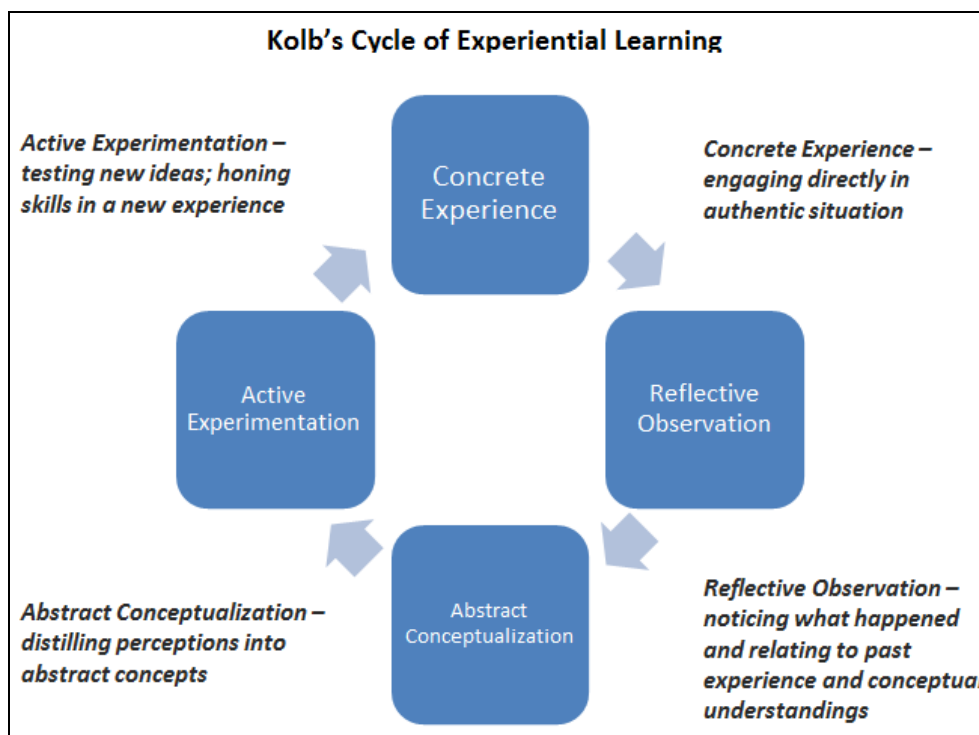 Kolb's Cycle of Experiential Learning
Active Experimentation –
testing new ideas; honing
skills in a new experience
Concrete
Experience
Concrete Experience –
engaging directly in
authentic situation
Active
Experimentation
Reflective
Observation
Abstract Conceptualization –
distilling perceptions into
abstract concepts
Abstract
Conceptualization
Reflective Observation –
noticing what happened
and relating to past
experience and conceptual
understandings